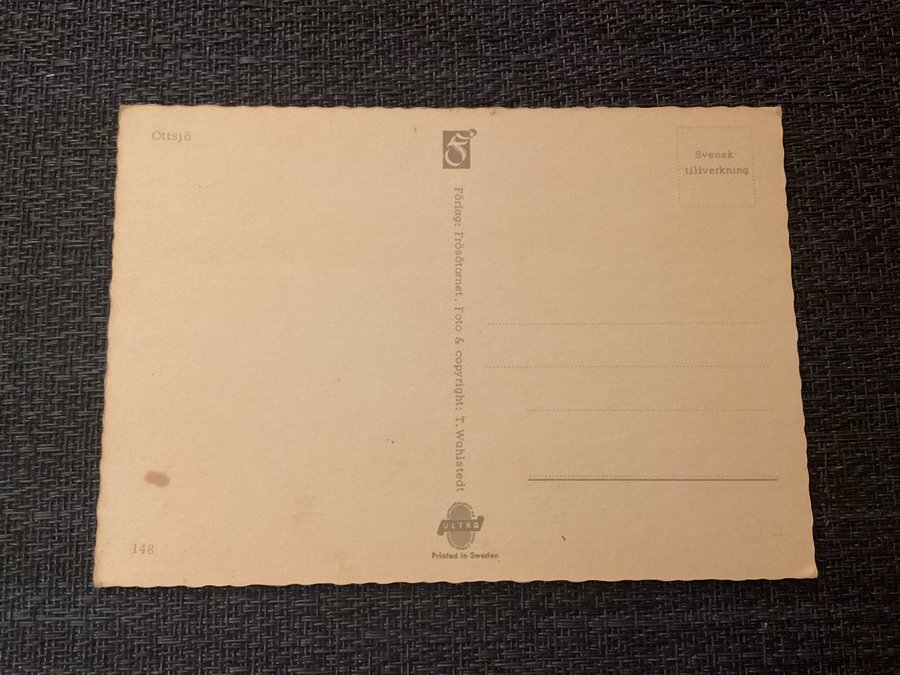 Ottsjö
Svensk
tillverkning
Förlag: Frösötornet. Foto & copyright: T. Wahlstedt
ULTRA
Printed in Sweden
148